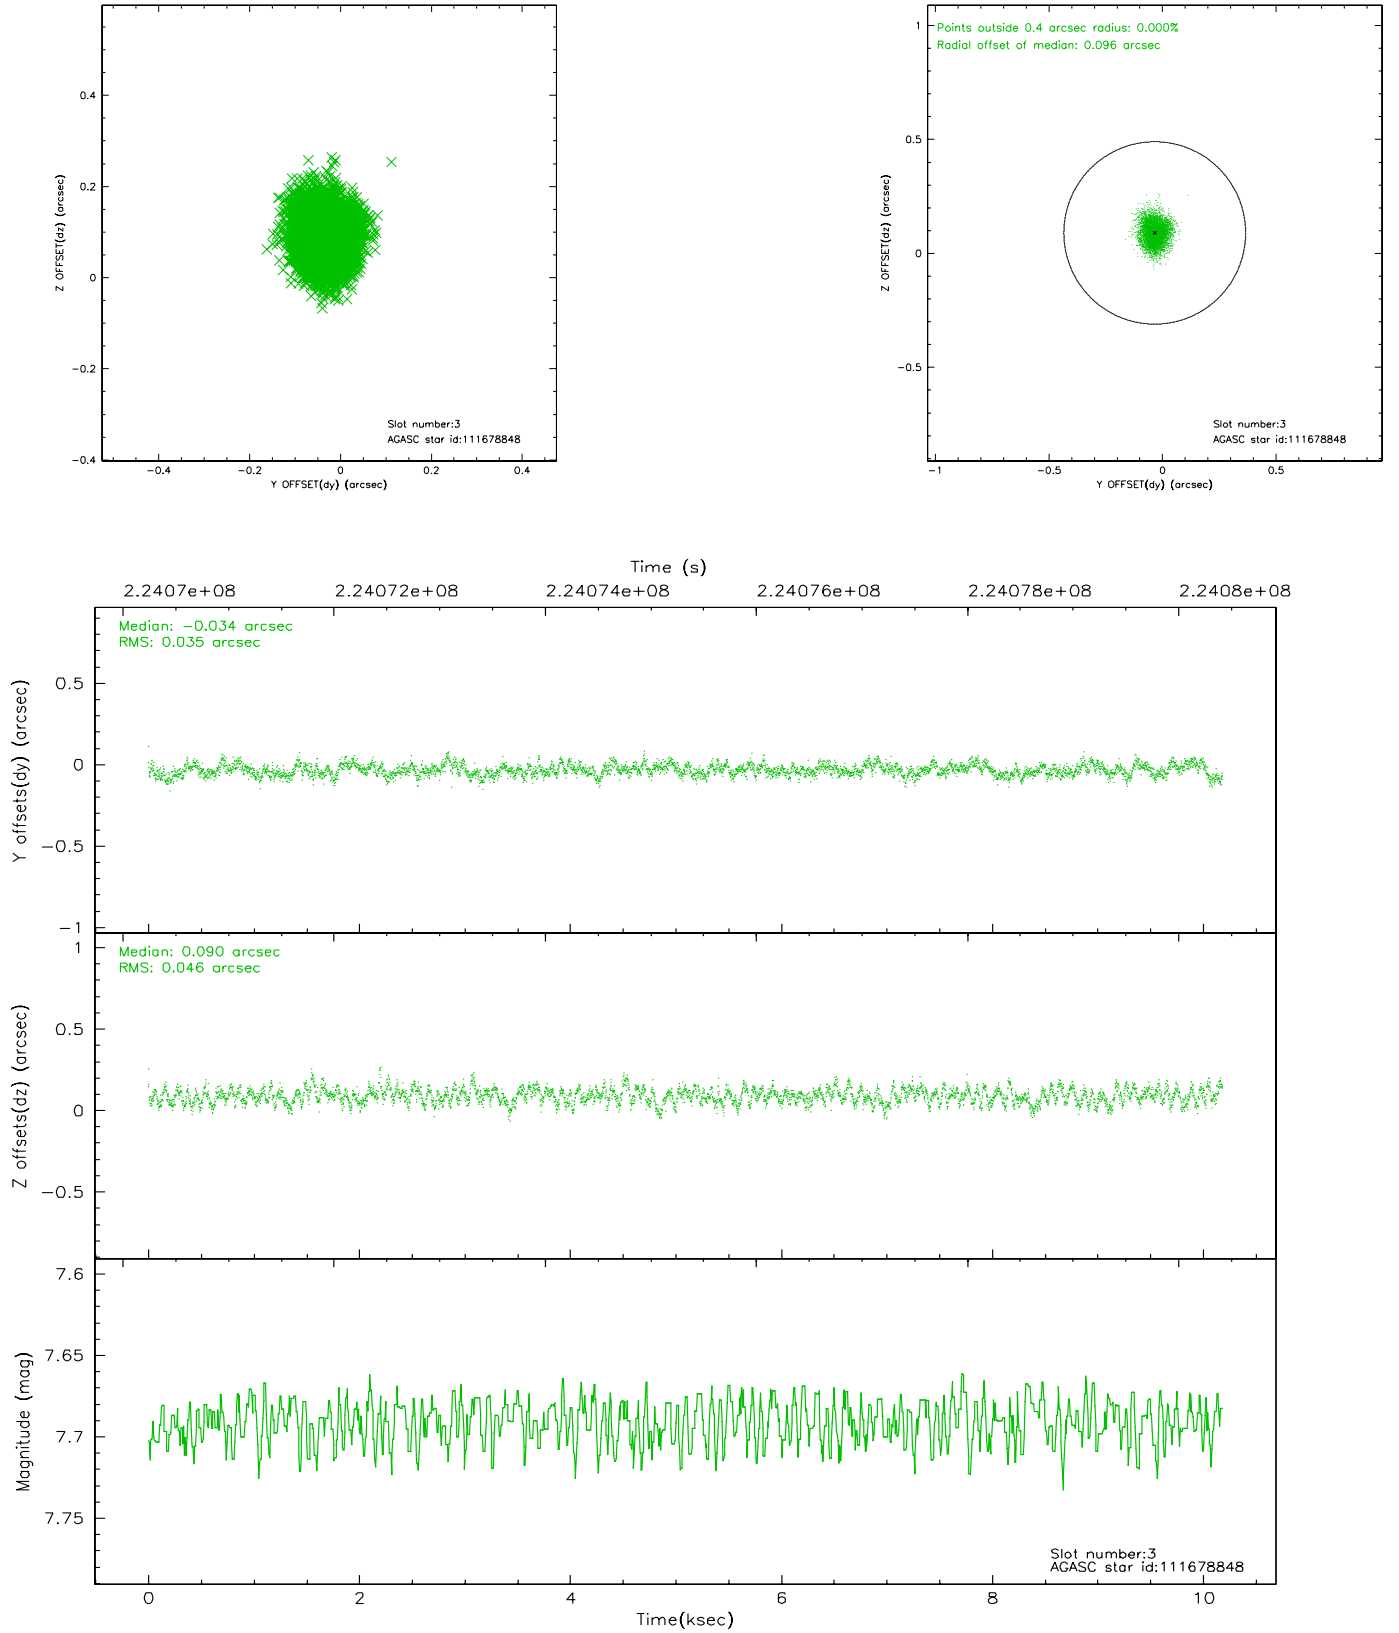 0.4
0.2
0
-0.2
-0.4
Z OFFSET(dz) (arcsec)
-0.4 -0.2 0 0.2 0.4
Y OFFSET(dy) (arcsec)
Slot number:3
AGASC star id:111678848
Points outside 0.4 arcsec radius: 0.000%
Radial offset of median: 0.096 arcsec
1
0.5
0
-0.5
Z OFFSET(dz) (arcsec)
-1 -0.5 0 0.5
Y OFFSET(dy) (arcsec)
Slot number:3
AGASC star id:111678848
Time (s)
2.2407e+08 2.24072e+08 2.24074e+08 2.24076e+08 2.24078e+08 2.2408e+08
Median: -0.034 arcsec
RMS: 0.035 arcsec
0.5
0
-0.5
-1
Y offsets(dy) (arcsec)
Median: 0.090 arcsec
RMS: 0.046 arcsec
1
0.5
0
-0.5
Z offsets(dz) (arcsec)
7.6
7.65
7.7
7.75
Magnitude (mag)
Slot number:3
AGASC star id:111678848
0 2 4 6 8 10
Time(ksec)